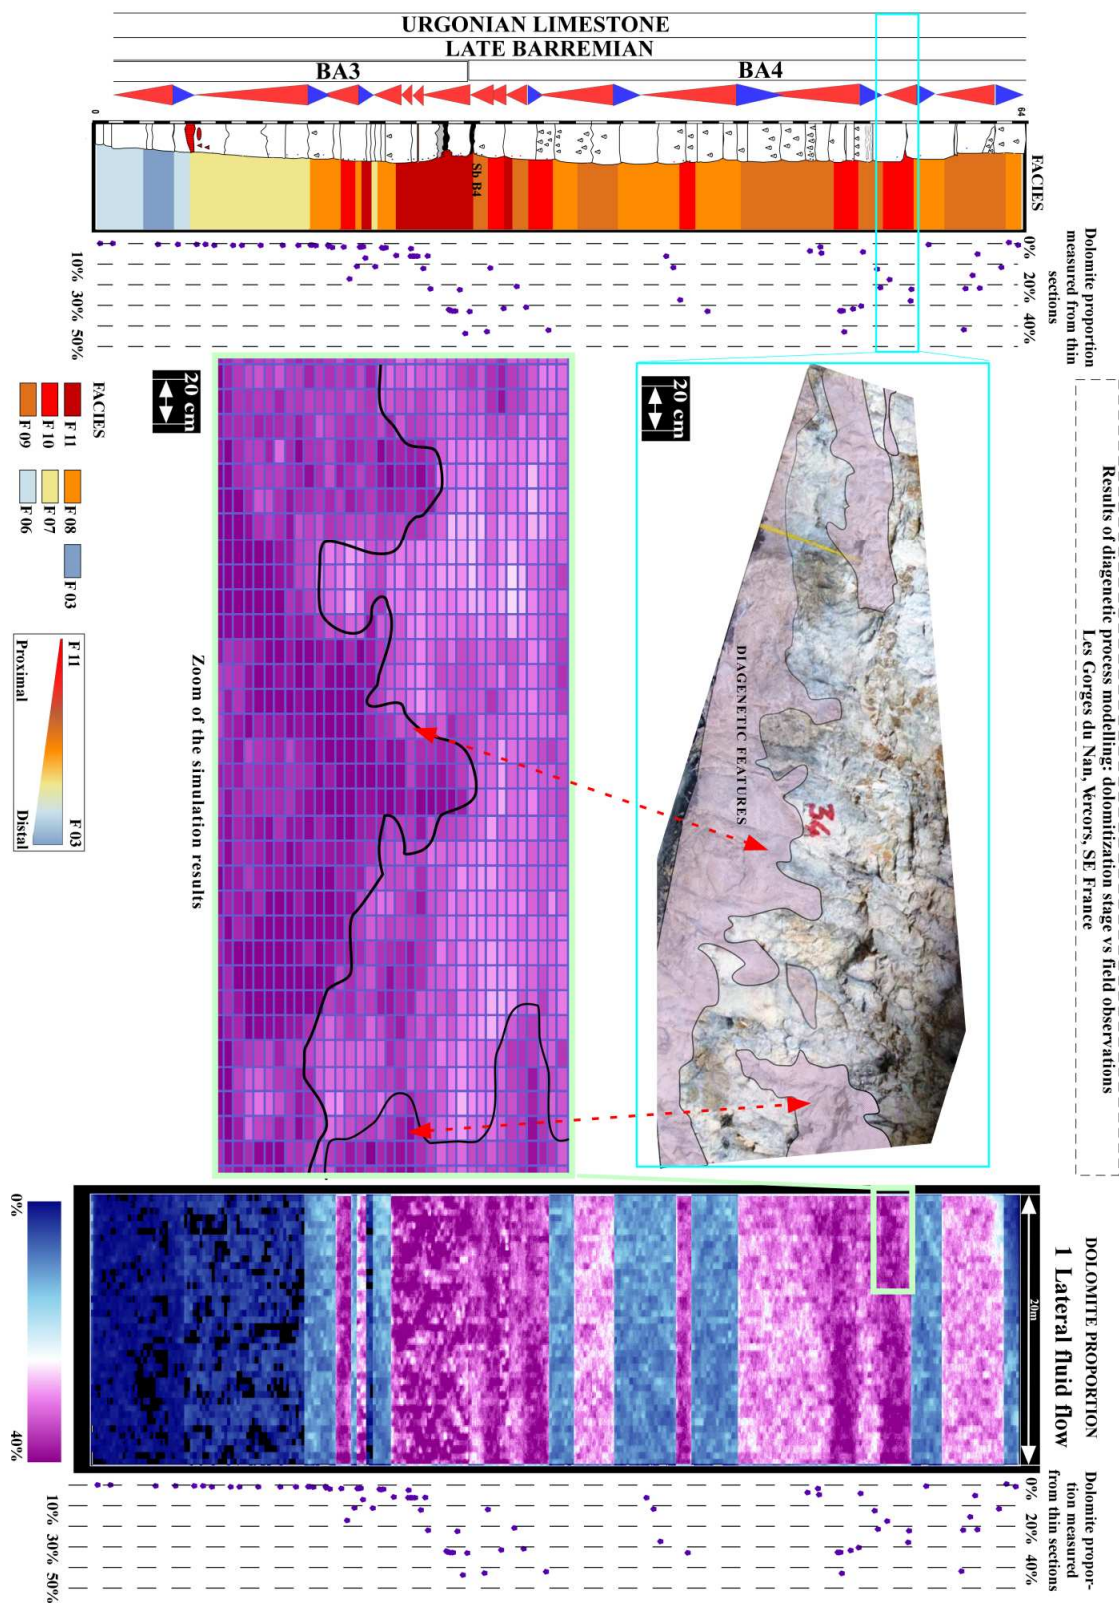 Results of diagenetic process modelling: dolomitization stage vs field observations
Les Gorges du Nan, Vercors, SE France
URGONIAN LIMESTONE
LATE BARREMIAN
BA3
BA4
0
64
FACIES
Sb B4
Dolomite proportion
measured from thin
sections
0%
10%
20%
30%
40%
50%
20 cm
DIAGENETIC FEATURES
34
20 cm
Zoom of the simulation results
FACIES
F 11
F 10
F 09
F 08
F 07
F 06
F 03
F 11
F 03
Proximal
Distal
DOLOMITE PROPORTION
1 Lateral fluid flow
20m
0%
40%
Dolomite propor-
tion measured
from thin sections
0%
10%
20%
30%
40%
50%